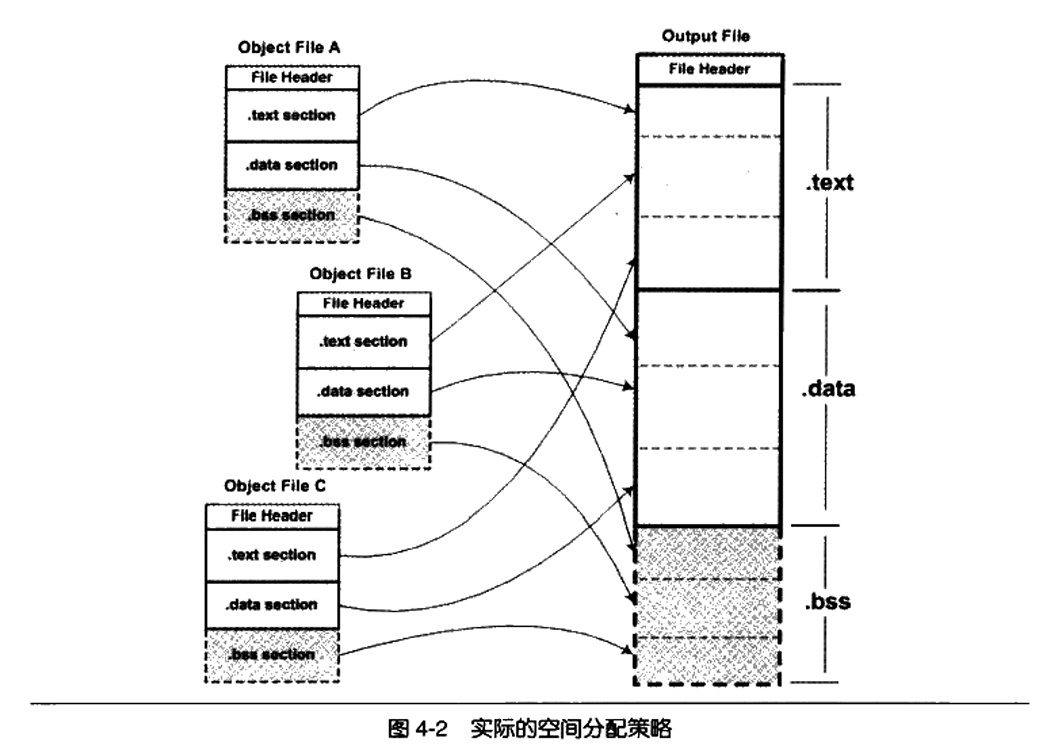 Object File A
File Header
.text section
.data section
.bss section
Object File B
File Header
.text section
.data section
.bss section
Object File C
File Header
.text section
.data section
.bss section
Output File
File Header
.text
.data
.bss
图 4-2 实际的空间分配策略